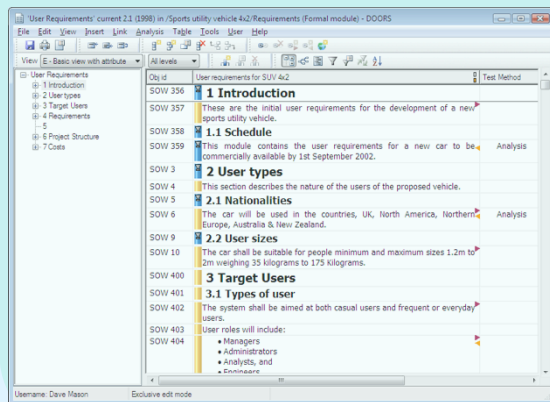 'User Requirements' current 2.1 (1998) in /Sports utility vehicle 4x2/Requirements (Formal module) - DOORS
File Edit View Insert Link Analysis Table Tools User Help
View E - Basic view with attribute All levels
User Requirements
1 Introduction
2 User types
3 Target Users
4 Requirements
5
6 Project Structure
7 Costs
Obj id User requirements for SUV 4x2 Test Method
SOW 356 1 Introduction
SOW 357 These are the initial user requirements for the development of a new
sports utility vehicle.
SOW 358 1.1 Schedule
SOW 359 This module contains the user requirements for a new car to be Analysis
commercially available by 1st September 2002.
SOW 3 2 User types
SOW 4 This section describes the nature of the users of the proposed vehicle.
SOW 5 2.1 Nationalities
SOW 6 The car will be used in the countries, UK, North America, Northern Analysis
Europe, Australia & New Zealand.
SOW 9 2.2 User sizes
SOW 10 The car shall be suitable for people minimum and maximum sizes 1.2m to
2m weighing 35 kilograms to 175 Kilograms.
SOW 400 3 Target Users
SOW 401 3.1 Types of user
SOW 402 The system shall be aimed at both casual users and frequent or everyday
users.
SOW 403 User roles will include:
SOW 404 • Managers
• Administrators
• Analysts, and
• Engineers
Username: Dave Mason Exclusive edit mode